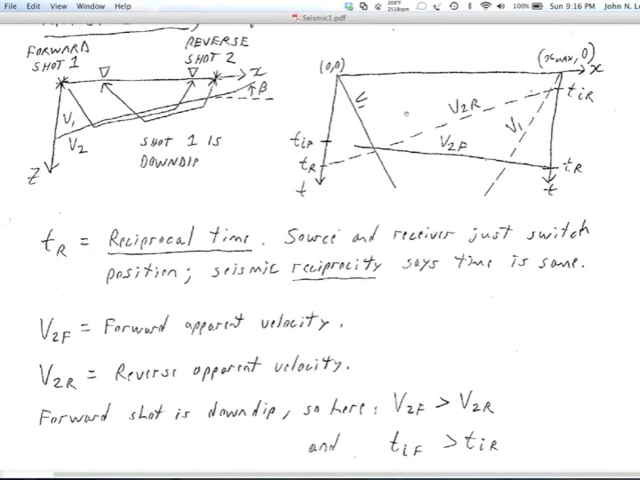 File Edit View Window Help
208°F
2518rpm
100%
Sun 9:16 PM John N. Lo
Seismic1.pdf
FORWARD
SHOT 1
REVERSE
SHOT 2
x
β
V1
V2
SHOT 1 IS
DOWNDIP
Z
(0,0)
(xMAX, 0)
x
V1
V2R
V1
tiR
tiF
V2F
tR
tR
t
t
tR = Reciprocal time. Source and receiver just switch
position; seismic reciprocity says time is same.
V2F = Forward apparent velocity.
V2R = Reverse apparent velocity.
Forward shot is downdip, so here: V2F > V2R
and tiF > tiR